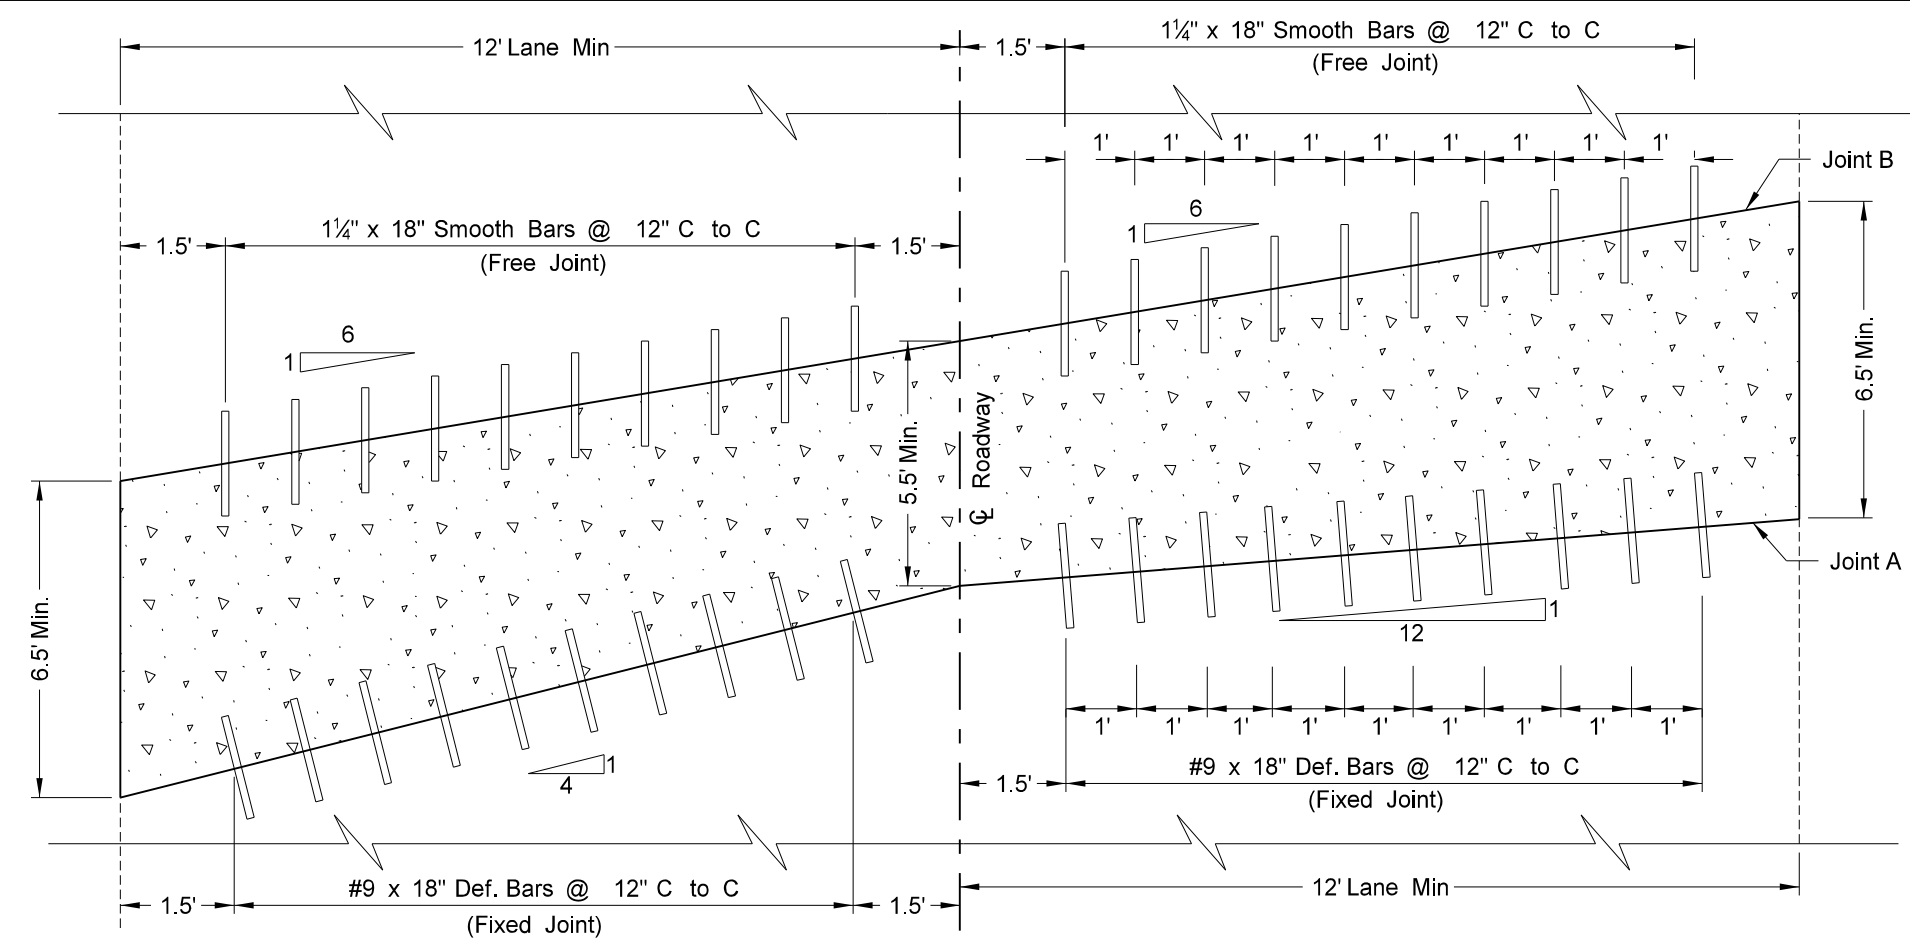 12' Lane Min
1.5'
1¼" x 18" Smooth Bars @ 12" C to C
(Free Joint)
1' 1' 1' 1' 1' 1' 1' 1' 1'
Joint B
6
1
1¼" x 18" Smooth Bars @ 12" C to C
(Free Joint)
1.5'
1.5'
6
1
6.5' Min.
5.5' Min.
℄ Roadway
6.5' Min.
Joint A
1
12
1
4
1' 1' 1' 1' 1' 1' 1' 1' 1'
#9 x 18" Def. Bars @ 12" C to C
(Fixed Joint)
1.5'
#9 x 18" Def. Bars @ 12" C to C
(Fixed Joint)
1.5'
1.5'
12' Lane Min